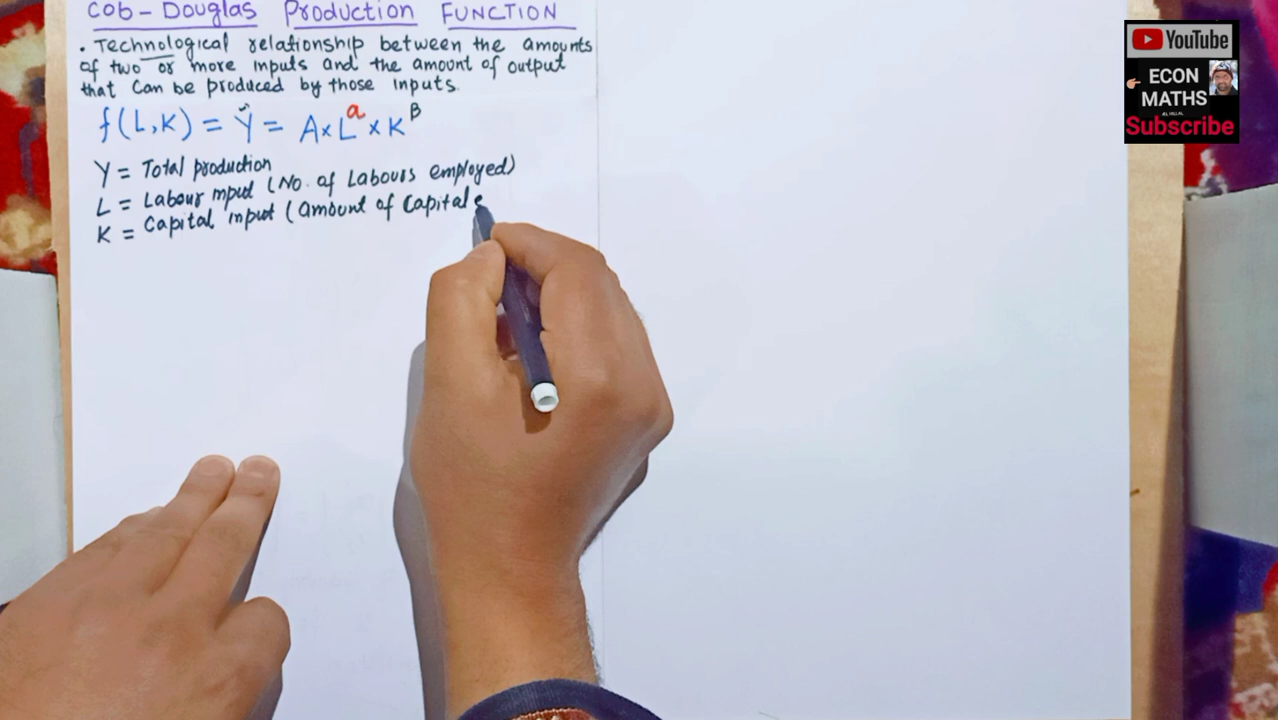 Cob-Douglas Production FUNCTION
• Technological relationship between the amounts
of two or more inputs and the amount of output
that can be produced by those inputs.
f(L,K) = Y = A×L^a×K^β
Y = Total production
L = Labour input (No. of Labours employed)
K = Capital input (amount of Capital e
YouTube
ECON
MATHS
Subscribe